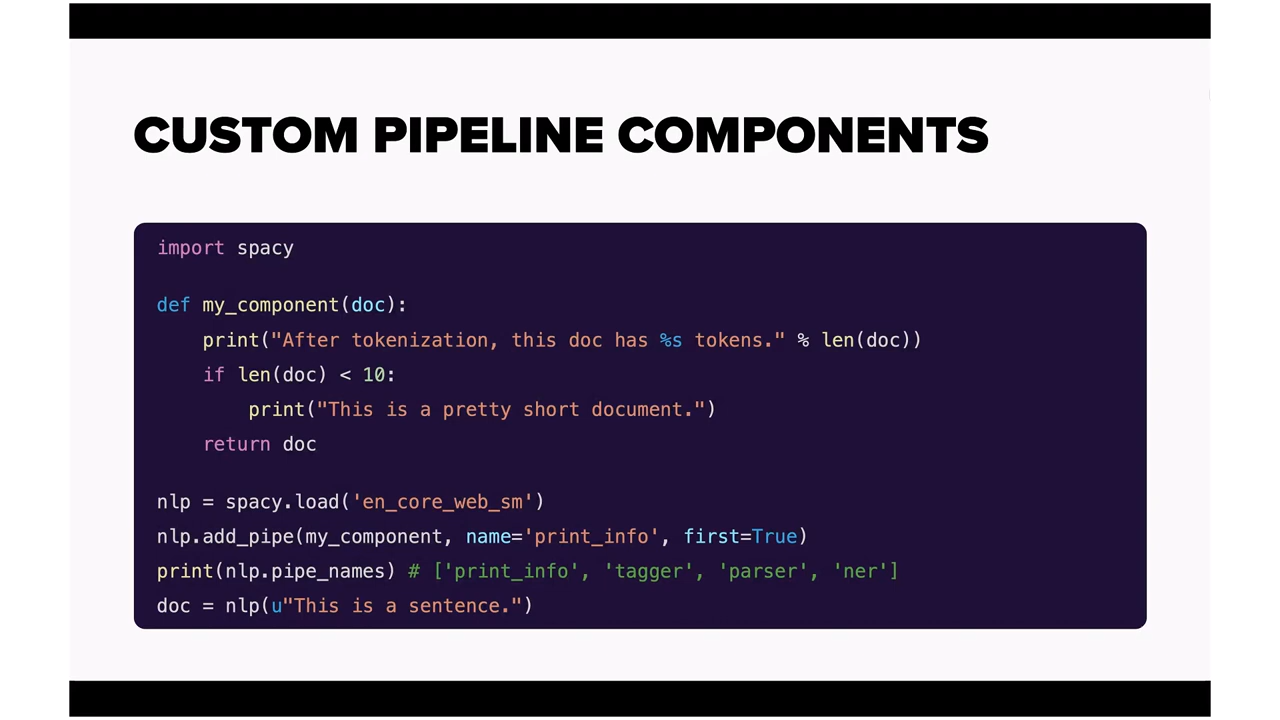 CUSTOM PIPELINE COMPONENTS
import spacy
def my_component(doc):
    print("After tokenization, this doc has %s tokens." % len(doc))
    if len(doc) < 10:
        print("This is a pretty short document.")
    return doc
nlp = spacy.load('en_core_web_sm')
nlp.add_pipe(my_component, name='print_info', first=True)
print(nlp.pipe_names) # ['print_info', 'tagger', 'parser', 'ner']
doc = nlp(u"This is a sentence.")